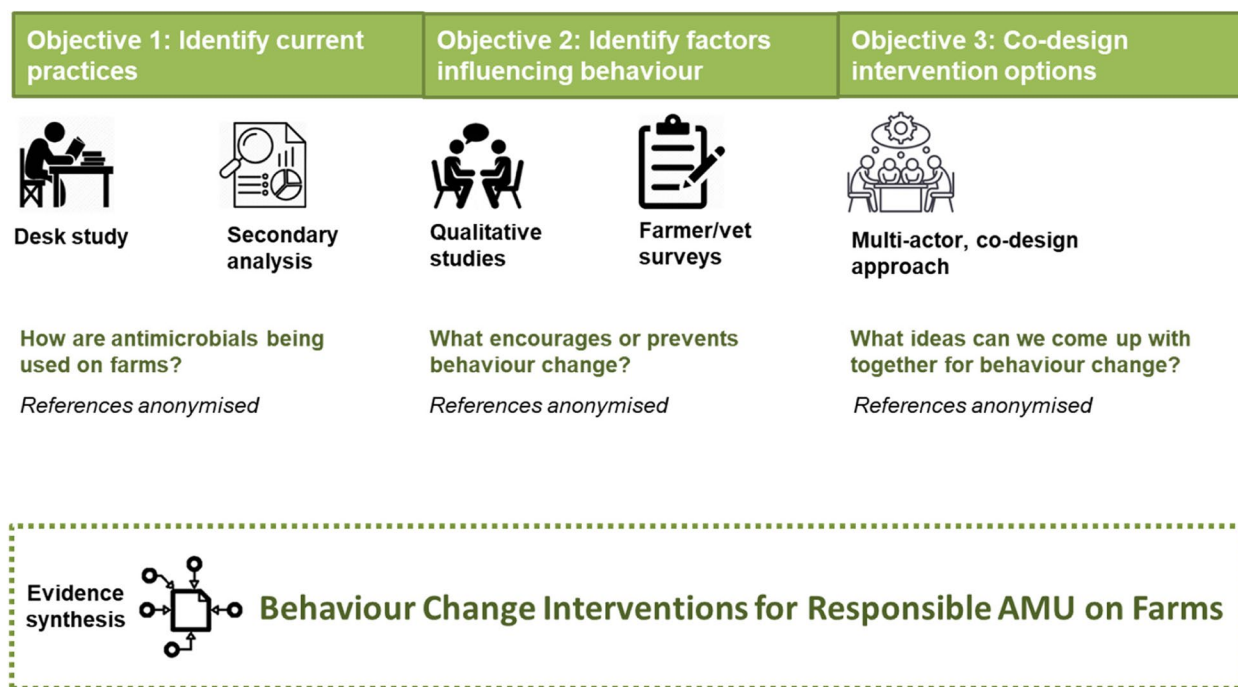 Objective 1: Identify current
practices
Objective 2: Identify factors
influencing behaviour
Objective 3: Co-design
intervention options
Desk study
Secondary
analysis
Qualitative
studies
Farmer/vet
surveys
Multi-actor, co-design
approach
How are antimicrobials being
used on farms?
What encourages or prevents
behaviour change?
What ideas can we come up with
together for behaviour change?
References anonymised
References anonymised
References anonymised
Evidence
synthesis
Behaviour Change Interventions for Responsible AMU on Farms